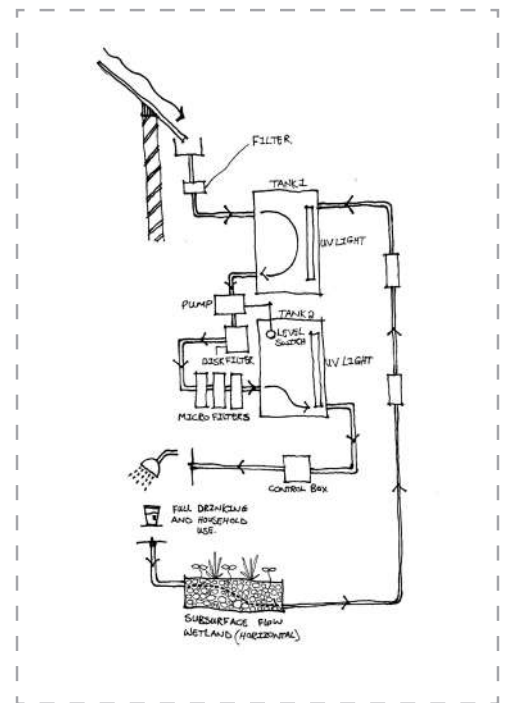 FILTER
TANK 1
UV LIGHT
PUMP
TANK 2
LEVEL
SWITCH
DISK FILTER
UV LIGHT
MICRO FILTERS
CONTROL BOX
FULL DRINKING
AND HOUSEHOLD
USE.
SUBSURFACE FLOW
WETLAND (HORIZONTAL)